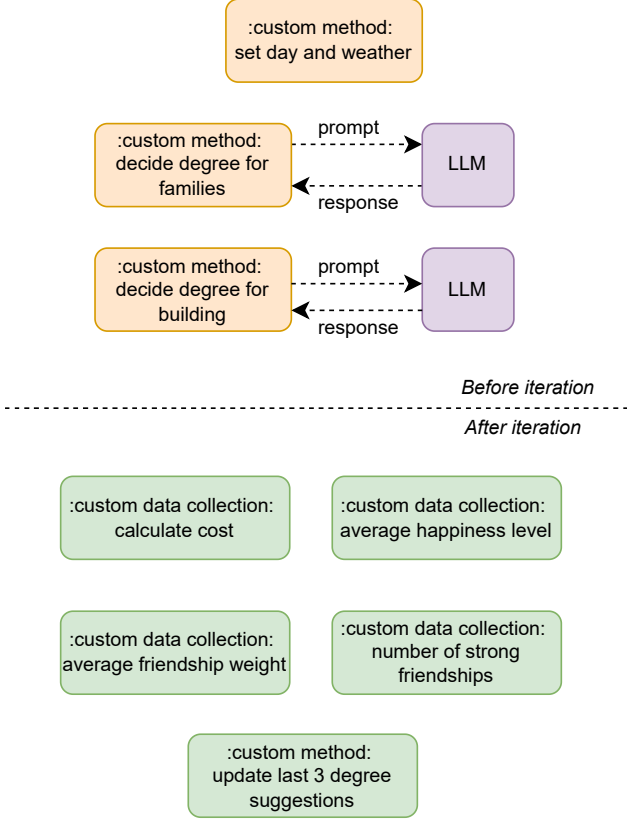 :custom method:
set day and weather
:custom method:
decide degree for
families
prompt
response
LLM
:custom method:
decide degree for
building
prompt
response
LLM
Before iteration
After iteration
:custom data collection:
calculate cost
:custom data collection:
average happiness level
:custom data collection:
average friendship weight
:custom data collection:
number of strong
friendships
:custom method:
update last 3 degree
suggestions